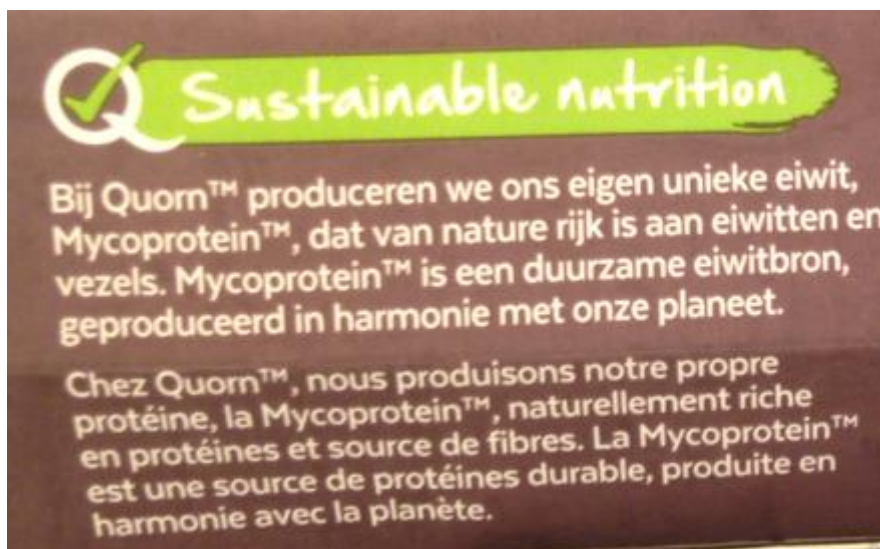 Q Sustainable nutrition
Bij Quorn™ produceren we ons eigen unieke eiwit,
Mycoprotein™, dat van nature rijk is aan eiwitten en
vezels. Mycoprotein™ is een duurzame eiwitbron,
geproduceerd in harmonie met onze planeet.
Chez Quorn™, nous produisons notre propre
protéine, la Mycoprotein™, naturellement riche
en protéines et source de fibres. La Mycoprotein™
est une source de protéines durable, produite en
harmonie avec la planète.